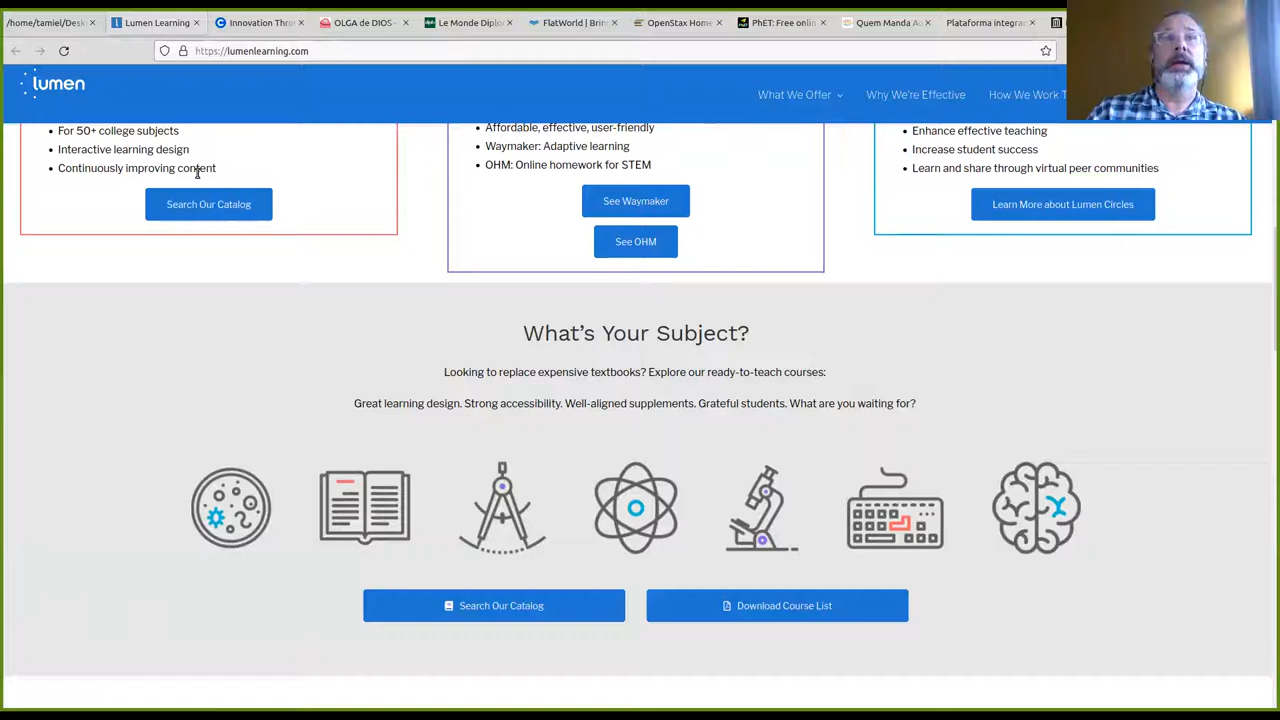 /home/tamiel/Desk
Lumen Learning
Innovation Thro
OLGA de DIOS -
Le Monde Diplo
FlatWorld | Brin
OpenStax Home
PhET: Free onlin
Quem Manda Ao
Plataforma integrad
https://lumenlearning.com
lumen
What We Offer
Why We're Effective
How We Work T
For 50+ college subjects
Interactive learning design
Continuously improving content
Search Our Catalog
Affordable, effective, user-friendly
Waymaker: Adaptive learning
OHM: Online homework for STEM
See Waymaker
See OHM
Enhance effective teaching
Increase student success
Learn and share through virtual peer communities
Learn More about Lumen Circles
What's Your Subject?
Looking to replace expensive textbooks? Explore our ready-to-teach courses:
Great learning design. Strong accessibility. Well-aligned supplements. Grateful students. What are you waiting for?
Search Our Catalog
Download Course List